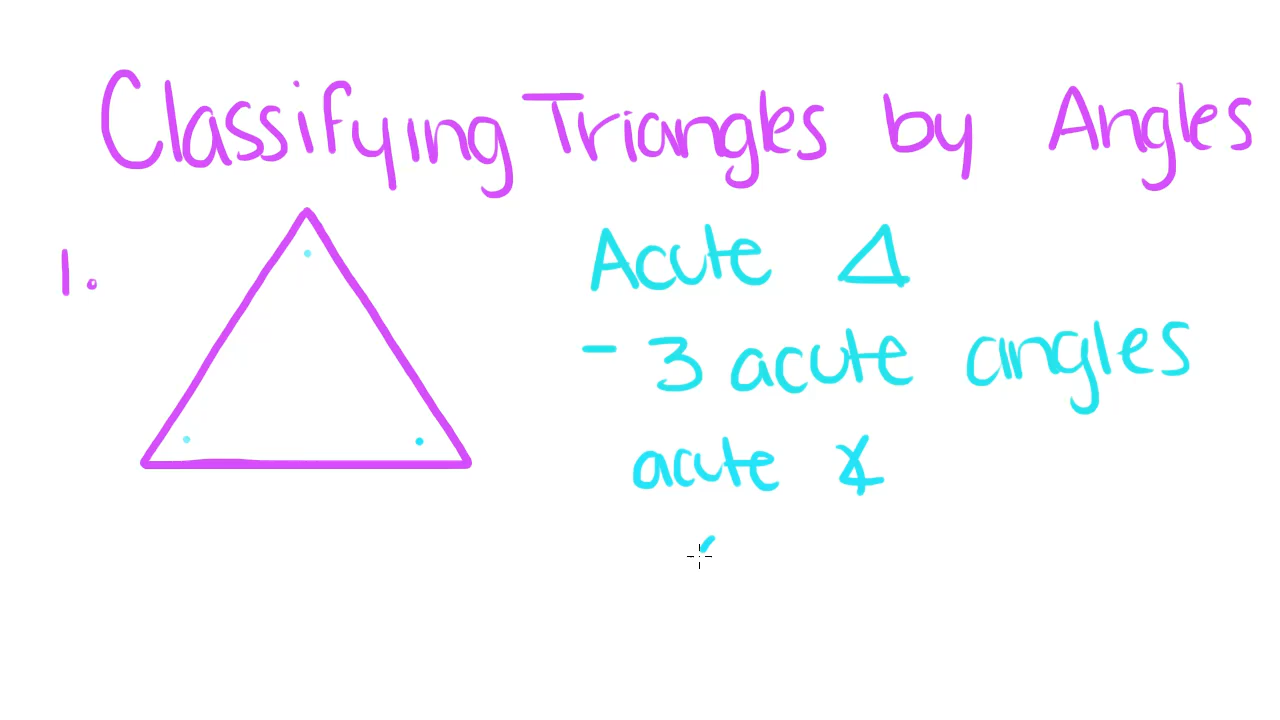 Classifying Triangles by Angles
1.
Acute Δ
- 3 acute angles
acute ∡